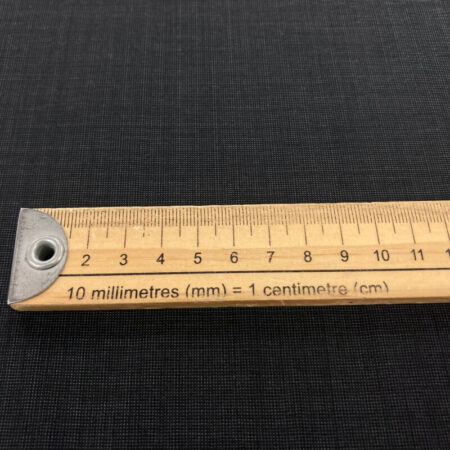 2 3 4 5 6 7 8 9 10 11
10 millimetres (mm) = 1 centimetre (cm)